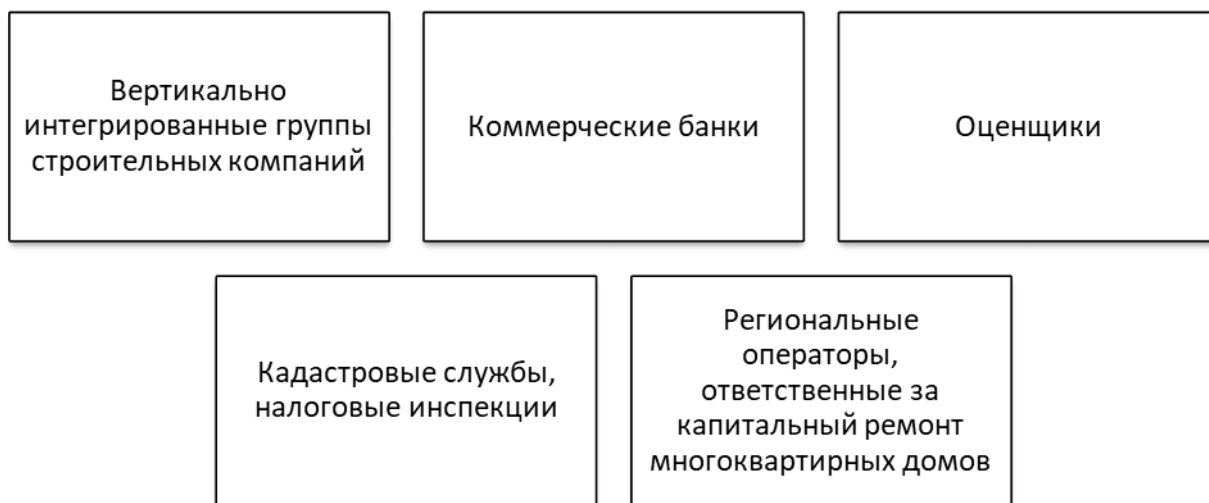 Вертикально
интегрированные группы
строительных компаний
Коммерческие банки
Оценщики
Кадастровые службы,
налоговые инспекции
Региональные
операторы,
ответственные за
капитальный ремонт
многоквартирных домов